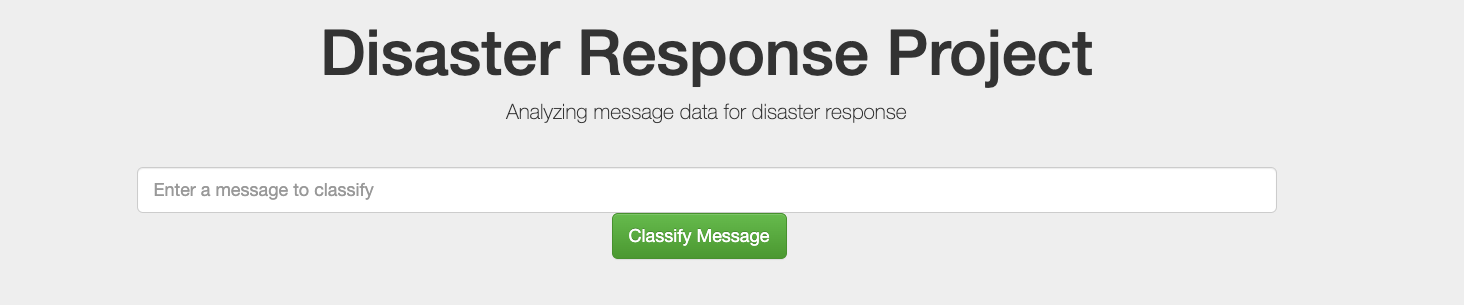 Disaster Response Project
Analyzing message data for disaster response
Enter a message to classify
Classify Message